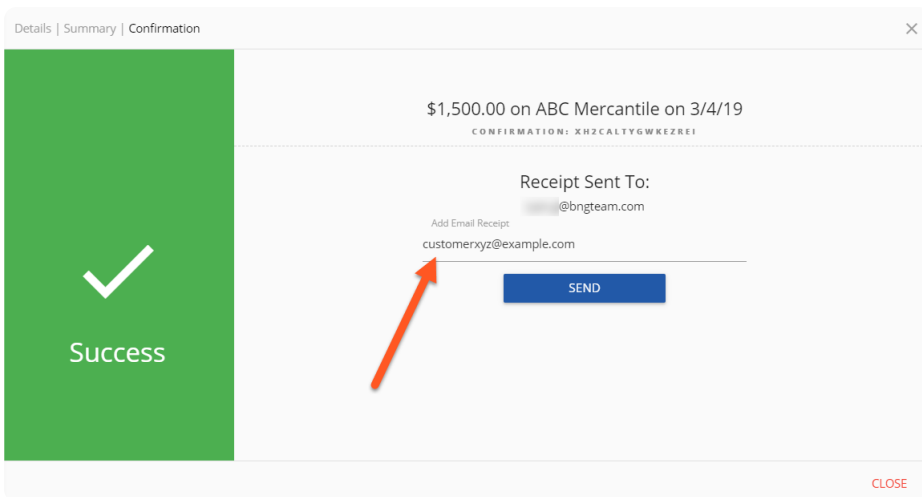 Details | Summary | Confirmation
$1,500.00 on ABC Mercantile on 3/4/19
CONFIRMATION: XH2CALTYGWKEZREI
Receipt Sent To:
@bngteam.com
Add Email Receipt
customerxyz@example.com
SEND
Success
CLOSE